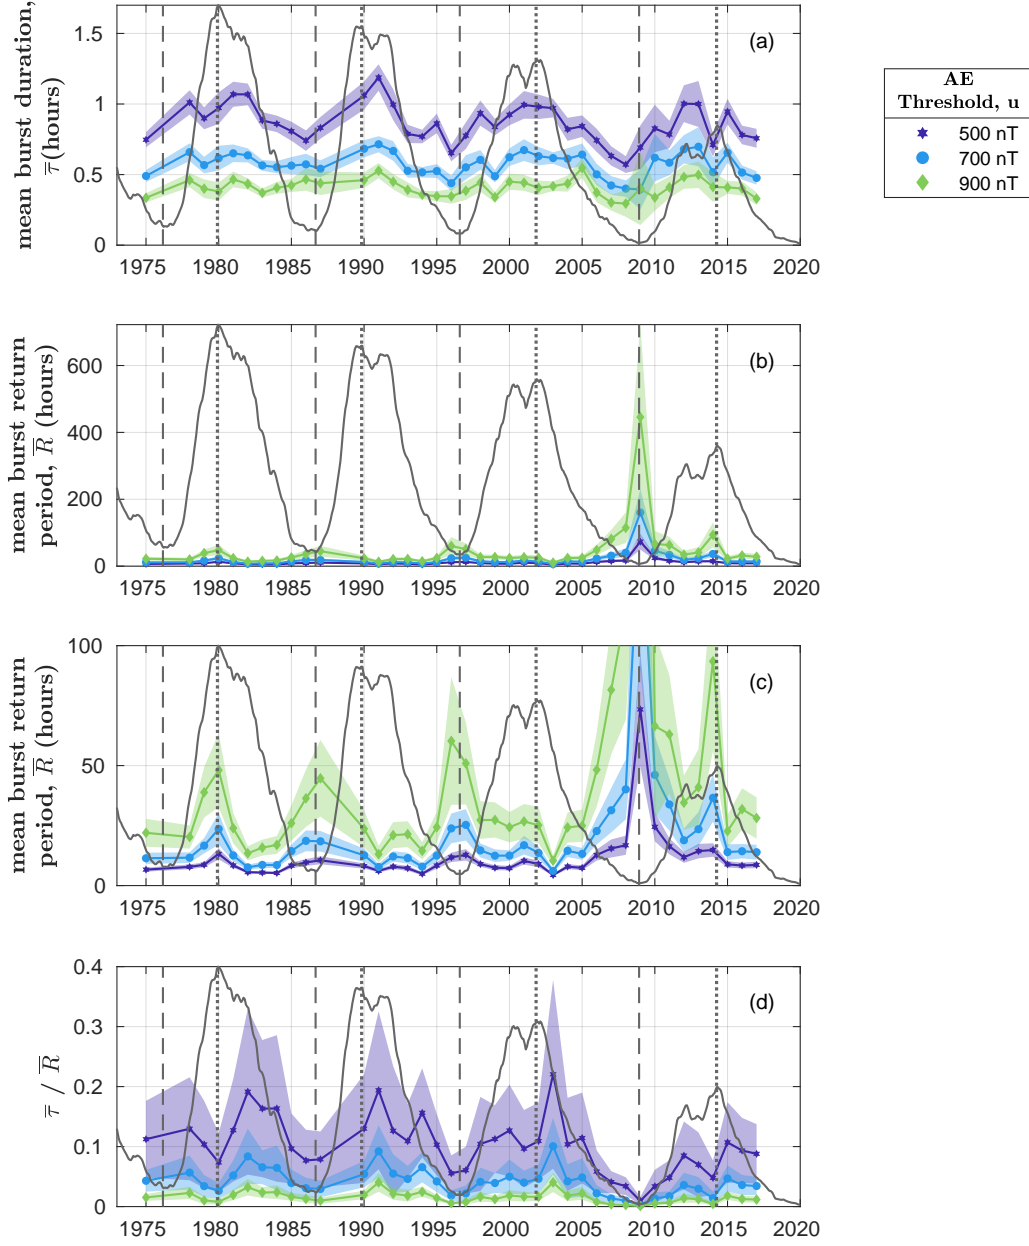 mean burst duration,
τ̅(hours)
1.5
1
0.5
0
(a)
1975 1980 1985 1990 1995 2000 2005 2010 2015 2020
AE
Threshold, u
500 nT
700 nT
900 nT
mean burst return
period, R̅ (hours)
600
400
200
0
(b)
1975 1980 1985 1990 1995 2000 2005 2010 2015 2020
mean burst return
period, R̅ (hours)
100
50
0
(c)
1975 1980 1985 1990 1995 2000 2005 2010 2015 2020
τ̅ / R̅
0.4
0.3
0.2
0.1
0
(d)
1975 1980 1985 1990 1995 2000 2005 2010 2015 2020